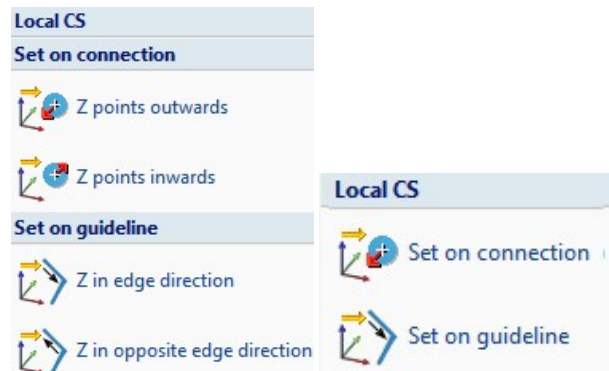 Local CS
Set on connection
Z points outwards
Z points inwards
Set on guideline
Z in edge direction
Z in opposite edge direction
Local CS
Set on connection
Set on guideline